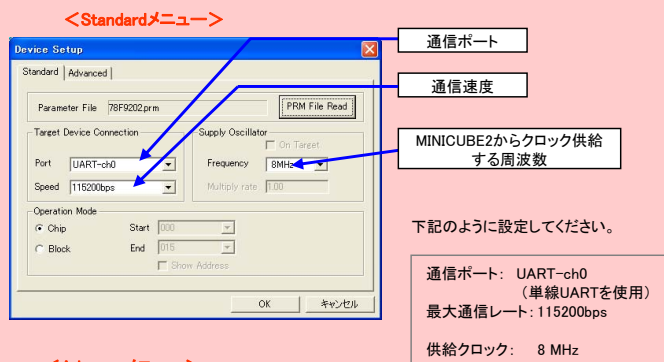 ＜Standardメニュー＞
Device Setup
Standard
Advanced
Parameter File 78F9202.prm
PRM File Read
Target Device Connection
Port UART-ch0
Speed 115200bps
Supply Oscillator
On Target
Frequency 8MHz
Multiply rate 1.00
Operation Mode
Chip
Block
Start 000
End 015
Show Address
OK
キャンセル
通信ポート
通信速度
MINICUBE2からクロック供給
する周波数
下記のように設定してください。
通信ポート： UART-ch0
（単線UARTを使用）
最大通信レート：115200bps
供給クロック： 8 MHz